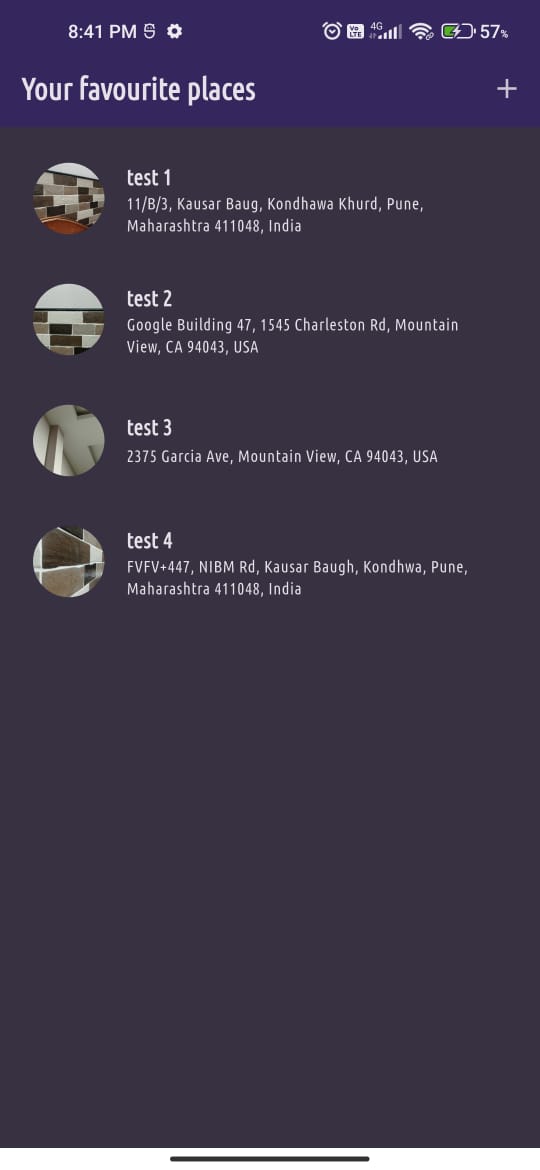 8:41 PM
Vo LTE 4G 57%
Your favourite places
test 1
11/B/3, Kausar Baug, Kondhawa Khurd, Pune,
Maharashtra 411048, India
test 2
Google Building 47, 1545 Charleston Rd, Mountain
View, CA 94043, USA
test 3
2375 Garcia Ave, Mountain View, CA 94043, USA
test 4
FVFV+447, NIBM Rd, Kausar Baugh, Kondhwa, Pune,
Maharashtra 411048, India